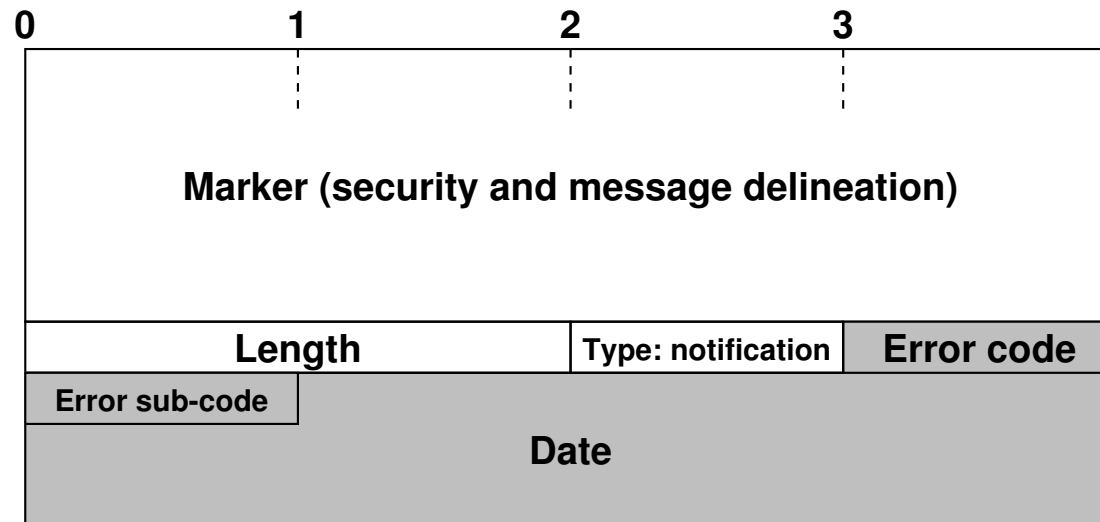 0 1 2 3
Marker (security and message delineation)
Length Type: notification Error code
Error sub-code
Date